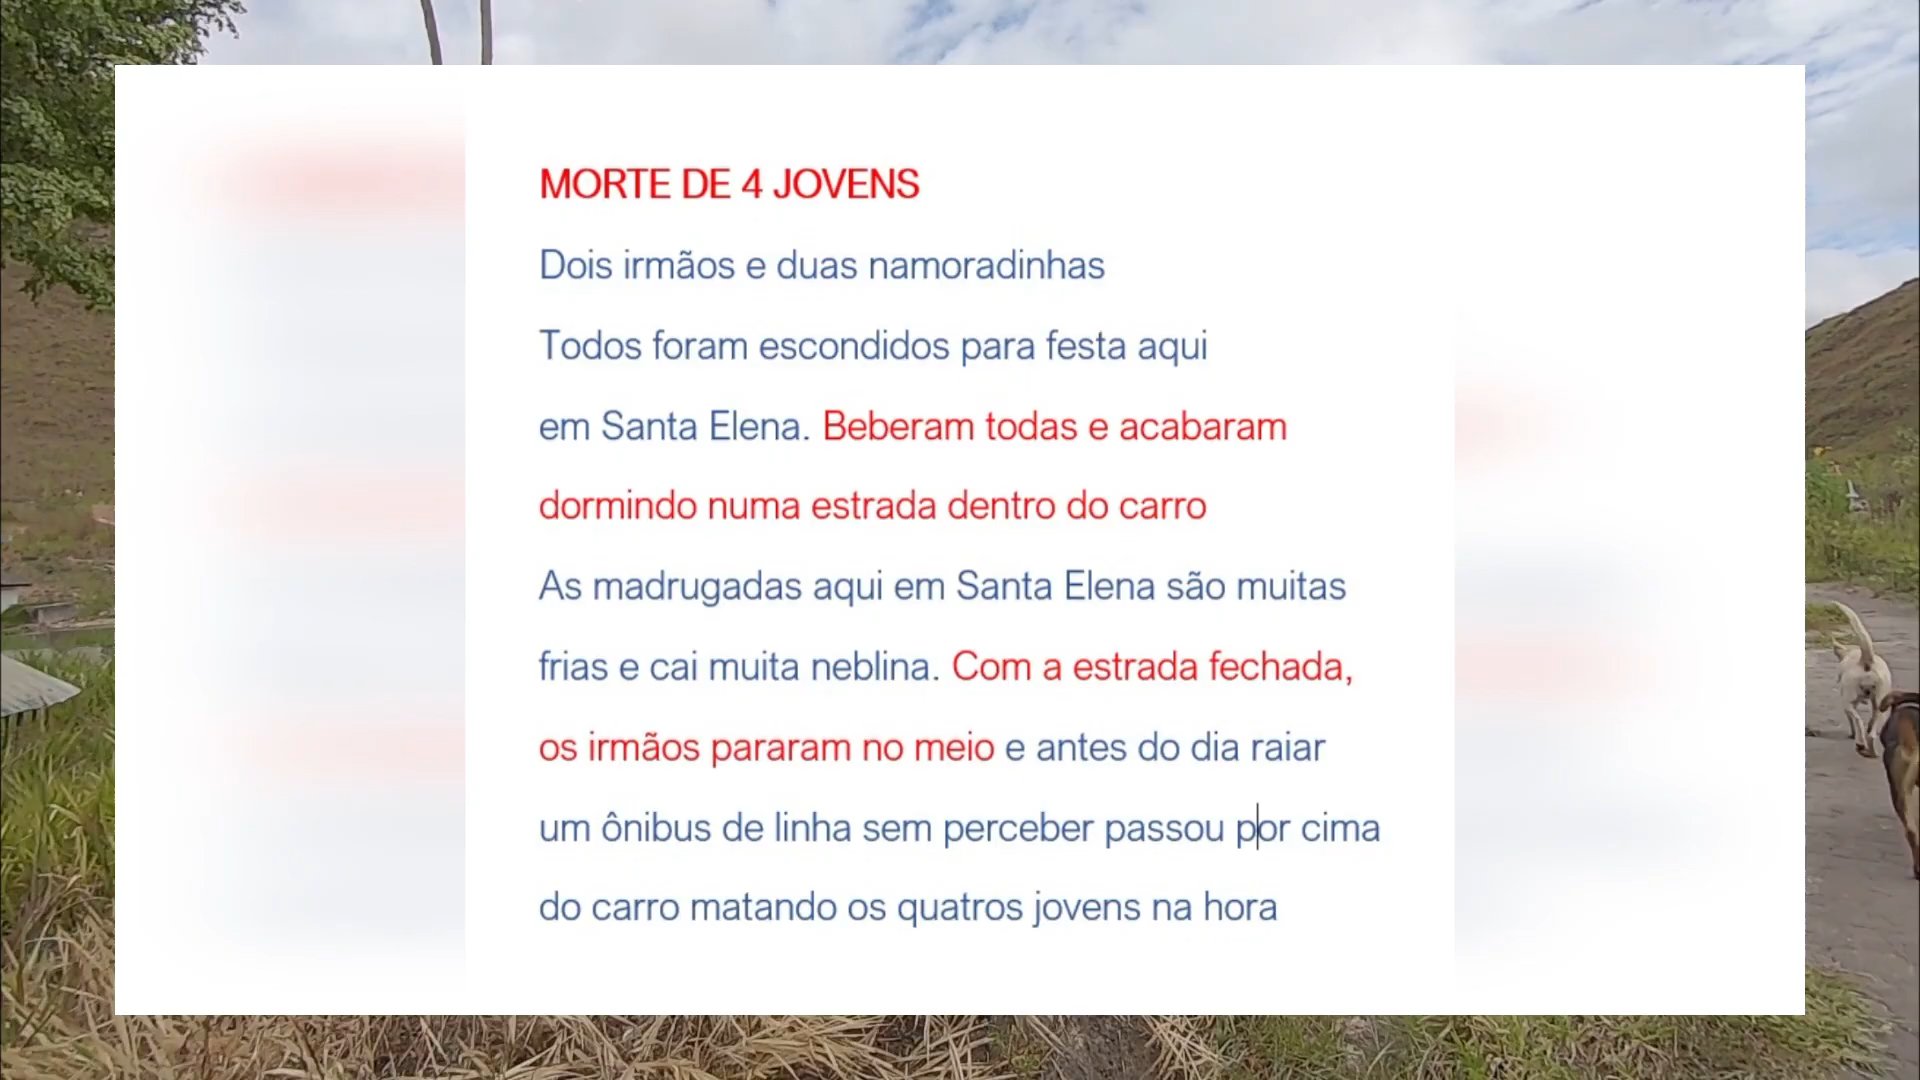 MORTE DE 4 JOVENS
Dois irmãos e duas namoradinhas
Todos foram escondidos para festa aqui
em Santa Elena. Beberam todas e acabaram
dormindo numa estrada dentro do carro
As madrugadas aqui em Santa Elena são muitas
frias e cai muita neblina. Com a estrada fechada,
os irmãos pararam no meio e antes do dia raiar
um ônibus de linha sem perceber passou por cima
do carro matando os quatros jovens na hora